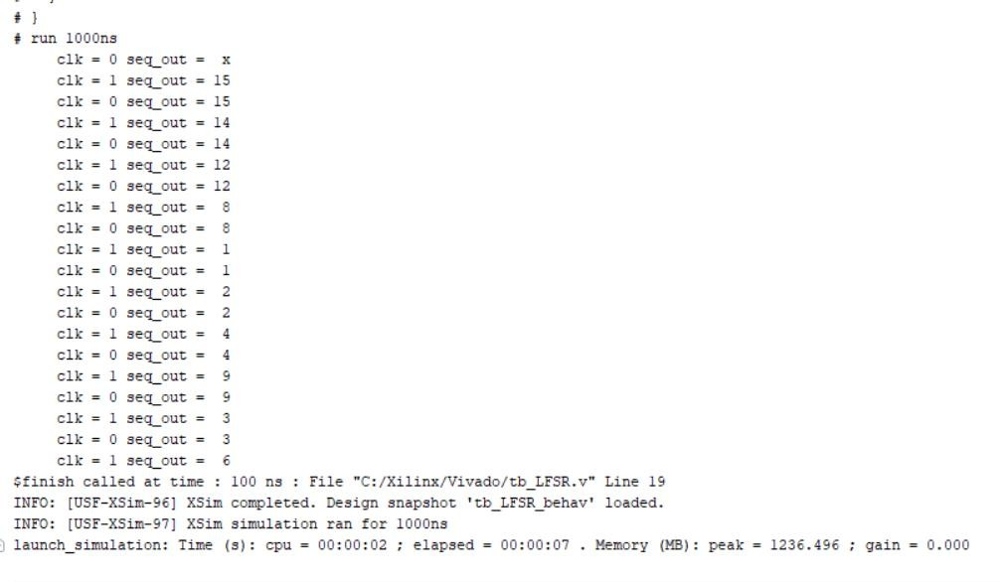 # }
# run 1000ns
clk = 0 seq_out =  x
clk = 1 seq_out = 15
clk = 0 seq_out = 15
clk = 1 seq_out = 14
clk = 0 seq_out = 14
clk = 1 seq_out = 12
clk = 0 seq_out = 12
clk = 1 seq_out =  8
clk = 0 seq_out =  8
clk = 1 seq_out =  1
clk = 0 seq_out =  1
clk = 1 seq_out =  2
clk = 0 seq_out =  2
clk = 1 seq_out =  4
clk = 0 seq_out =  4
clk = 1 seq_out =  9
clk = 0 seq_out =  9
clk = 1 seq_out =  3
clk = 0 seq_out =  3
clk = 1 seq_out =  6
$finish called at time : 100 ns : File "C:/Xilinx/Vivado/tb_LFSR.v" Line 19
INFO: [USF-XSim-96] XSim completed. Design snapshot 'tb_LFSR_behav' loaded.
INFO: [USF-XSim-97] XSim simulation ran for 1000ns
launch_simulation: Time (s): cpu = 00:00:02 ; elapsed = 00:00:07 . Memory (MB): peak = 1236.496 ; gain = 0.000